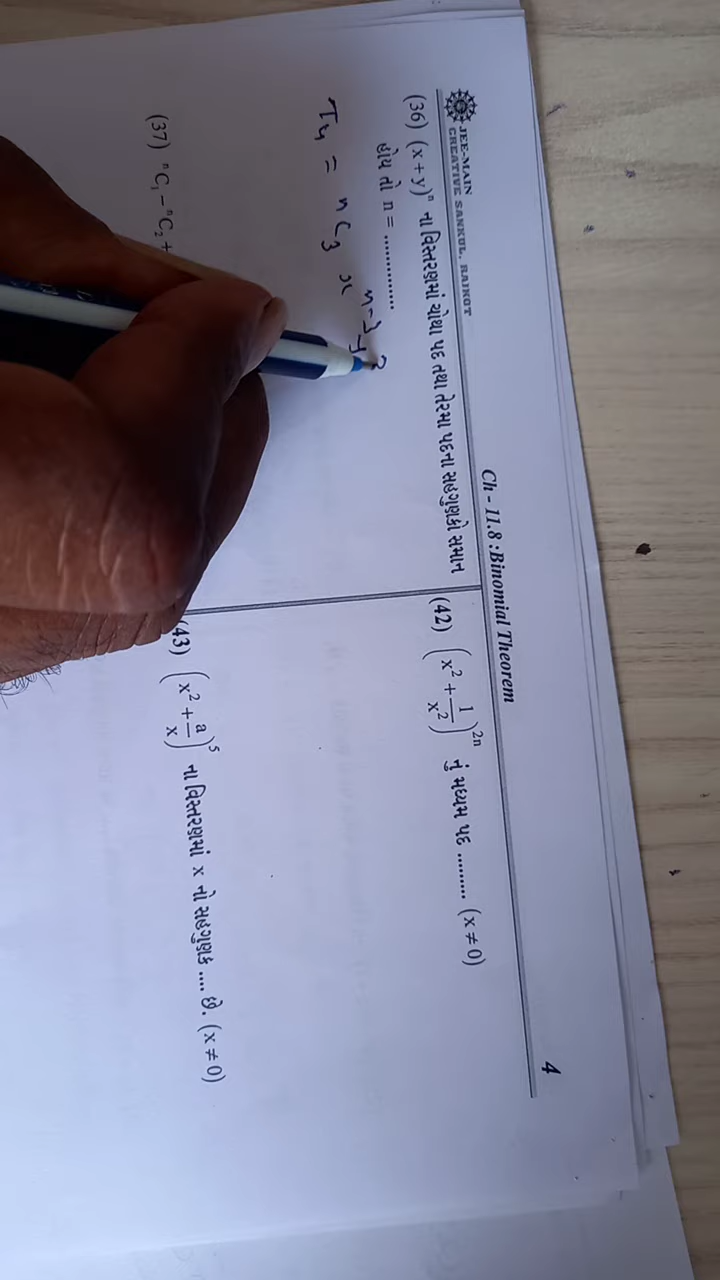 JEE-MAIN
CREATIVE SANKUL, RAJKOT
Ch - 11.8 :Binomial Theorem
4
(36) (x + y)ⁿ ના વિસ્તરણમાં ચોથા પદ તથા તેરમા પદના સહગુણકો સમાન
હોય તો n = ..............
T₄ = nC₃ xⁿ⁻³y³
(37) ⁿC₁ – ⁿC₂ +
(42) (x² + 1/x²)²ⁿ નું મધ્યમ પદ .......... (x ≠ 0)
(43) (x² + a/x)⁵ ના વિસ્તરણમાં x નો સહગુણક .... છે. (x ≠ 0)